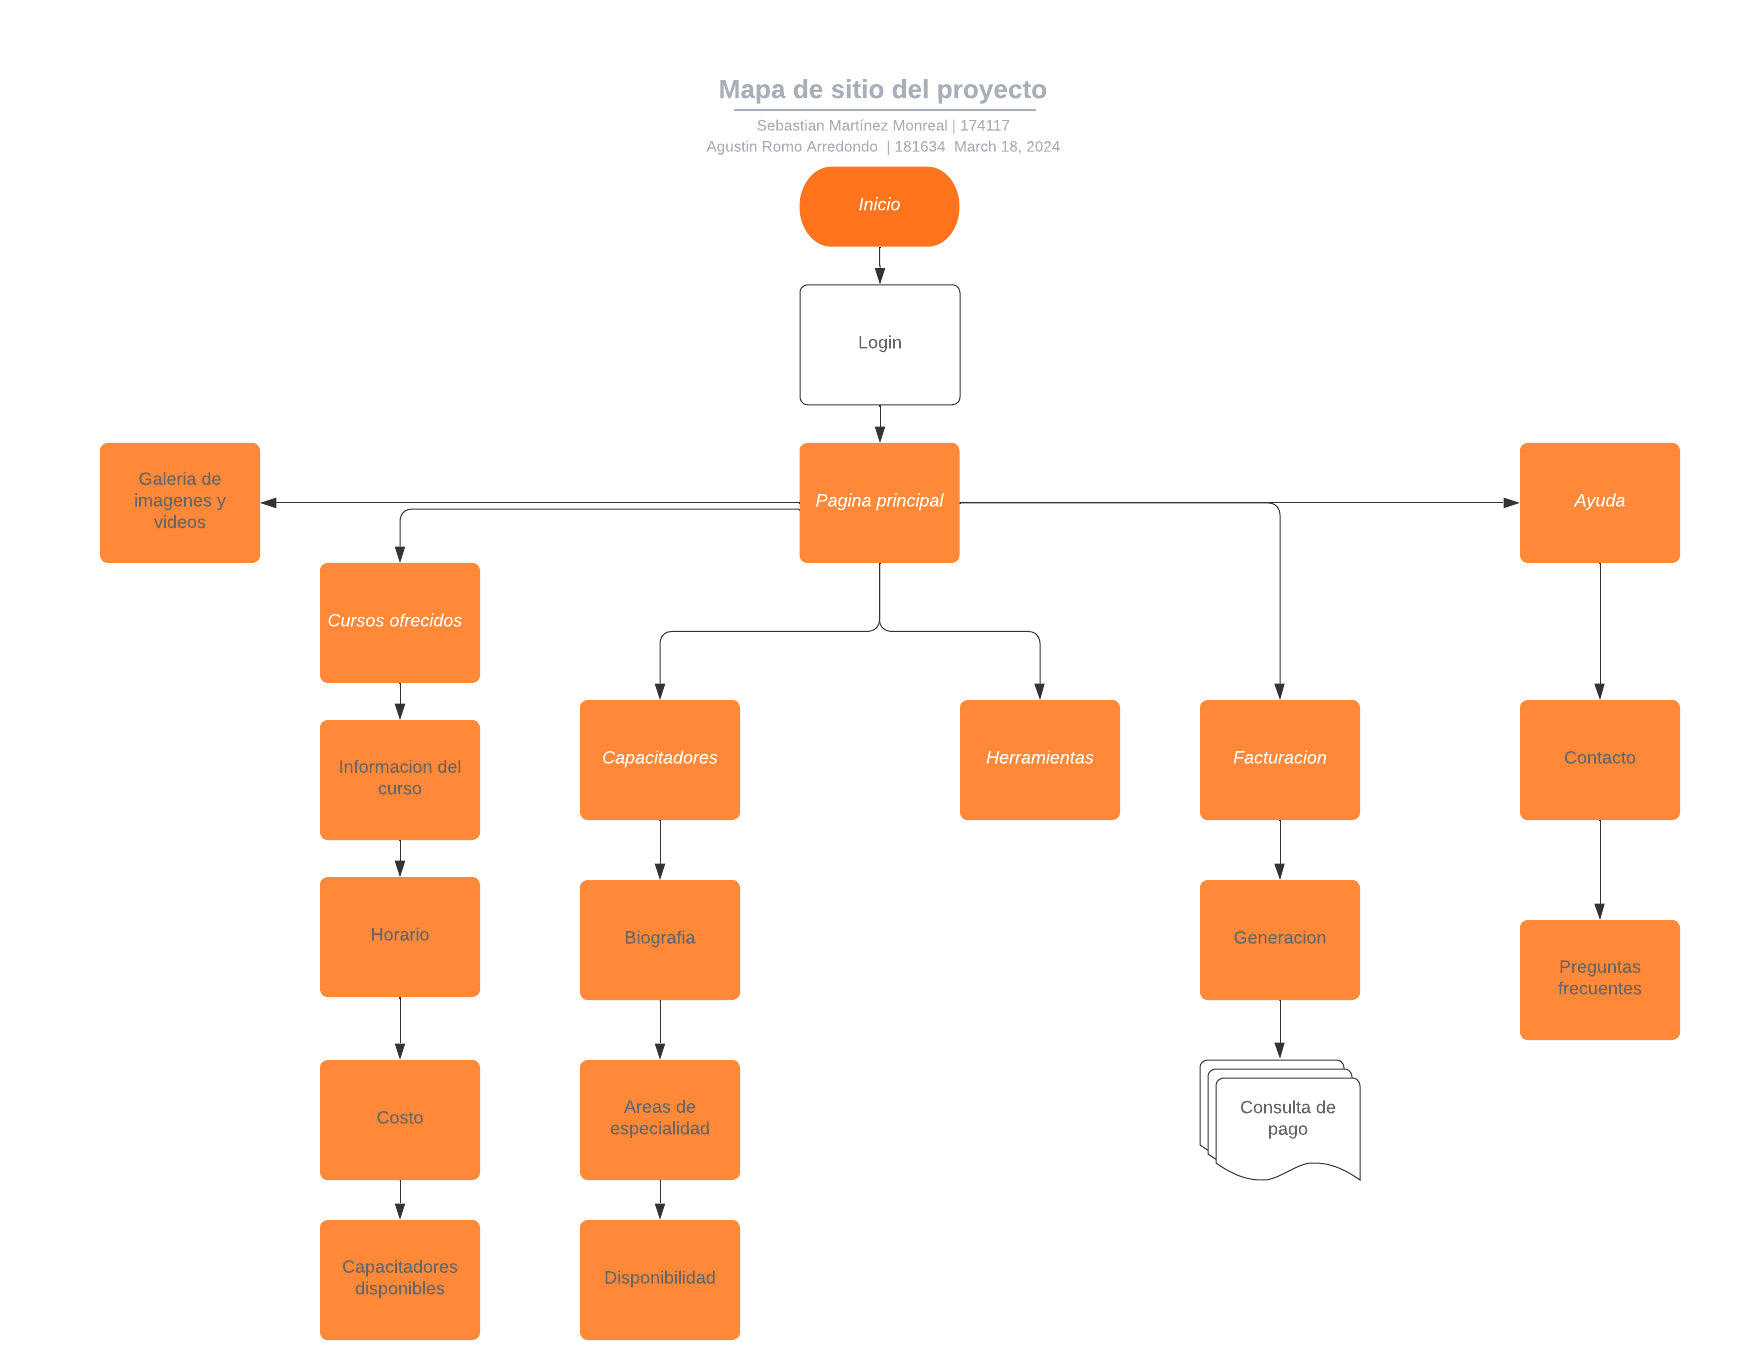 Mapa de sitio del proyecto
Sebastian Martínez Monreal | 174117
Agustin Romo Arredondo | 181634 March 18, 2024
Inicio
Login
Galeria de
imagenes y
videos
Pagina principal
Ayuda
Cursos ofrecidos
Informacion del
curso
Capacitadores
Herramientas
Facturacion
Contacto
Horario
Biografia
Generacion
Preguntas
frecuentes
Costo
Areas de
especialidad
Consulta de
pago
Capacitadores
disponibles
Disponibilidad